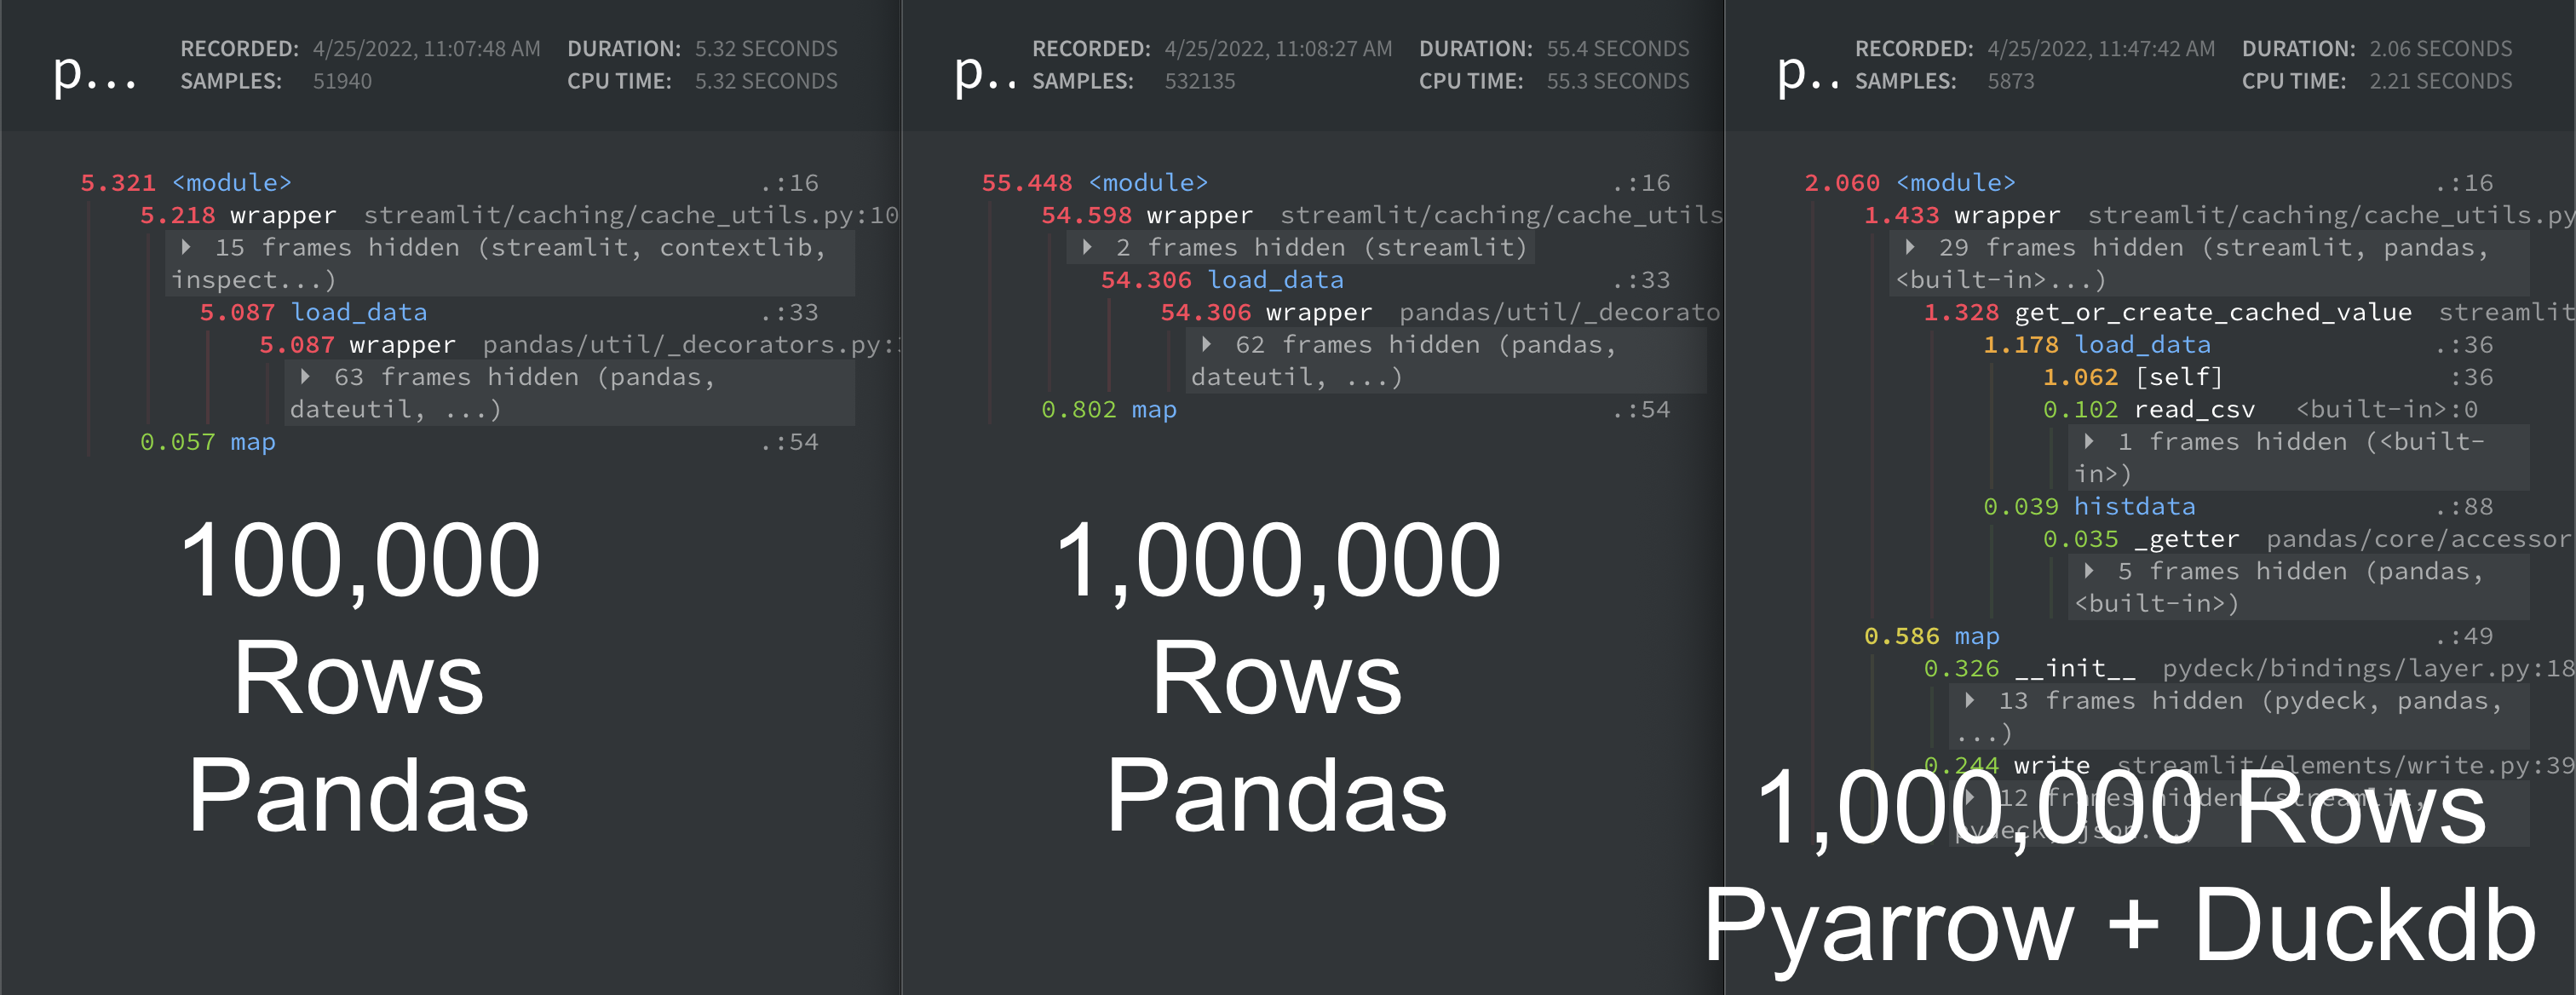 p...
RECORDED: 4/25/2022, 11:07:48 AM DURATION: 5.32 SECONDS
SAMPLES: 51940 CPU TIME: 5.32 SECONDS
5.321 <module> .:16
5.218 wrapper streamlit/caching/cache_utils.py:10
15 frames hidden (streamlit, contextlib,
inspect...)
5.087 load_data .:33
5.087 wrapper pandas/util/_decorators.py:
63 frames hidden (pandas,
dateutil, ...)
0.057 map .:54
100,000
Rows
Pandas
p..
RECORDED: 4/25/2022, 11:08:27 AM DURATION: 55.4 SECONDS
SAMPLES: 532135 CPU TIME: 55.3 SECONDS
55.448 <module> .:16
54.598 wrapper streamlit/caching/cache_utils
2 frames hidden (streamlit)
54.306 load_data .:33
54.306 wrapper pandas/util/_decorato
62 frames hidden (pandas,
dateutil, ...)
0.802 map .:54
1,000,000
Rows
Pandas
p..
RECORDED: 4/25/2022, 11:47:42 AM DURATION: 2.06 SECONDS
SAMPLES: 5873 CPU TIME: 2.21 SECONDS
2.060 <module> .:16
1.433 wrapper streamlit/caching/cache_utils.py
29 frames hidden (streamlit, pandas,
<built-in>...)
1.328 get_or_create_cached_value streamlit
1.178 load_data .:36
1.062 [self] :36
0.102 read_csv <built-in>:0
1 frames hidden (<built-
in>)
0.039 histdata .:88
0.035 _getter pandas/core/accessor
5 frames hidden (pandas,
<built-in>)
0.586 map .:49
0.326 __init__ pydeck/bindings/layer.py:18
13 frames hidden (pydeck, pandas,
...)
0.244 write streamlit/elements/write.py:39
12 frames hidden (streamlit,
pydeck, json...)
1,000,000 Rows
Pyarrow + Duckdb